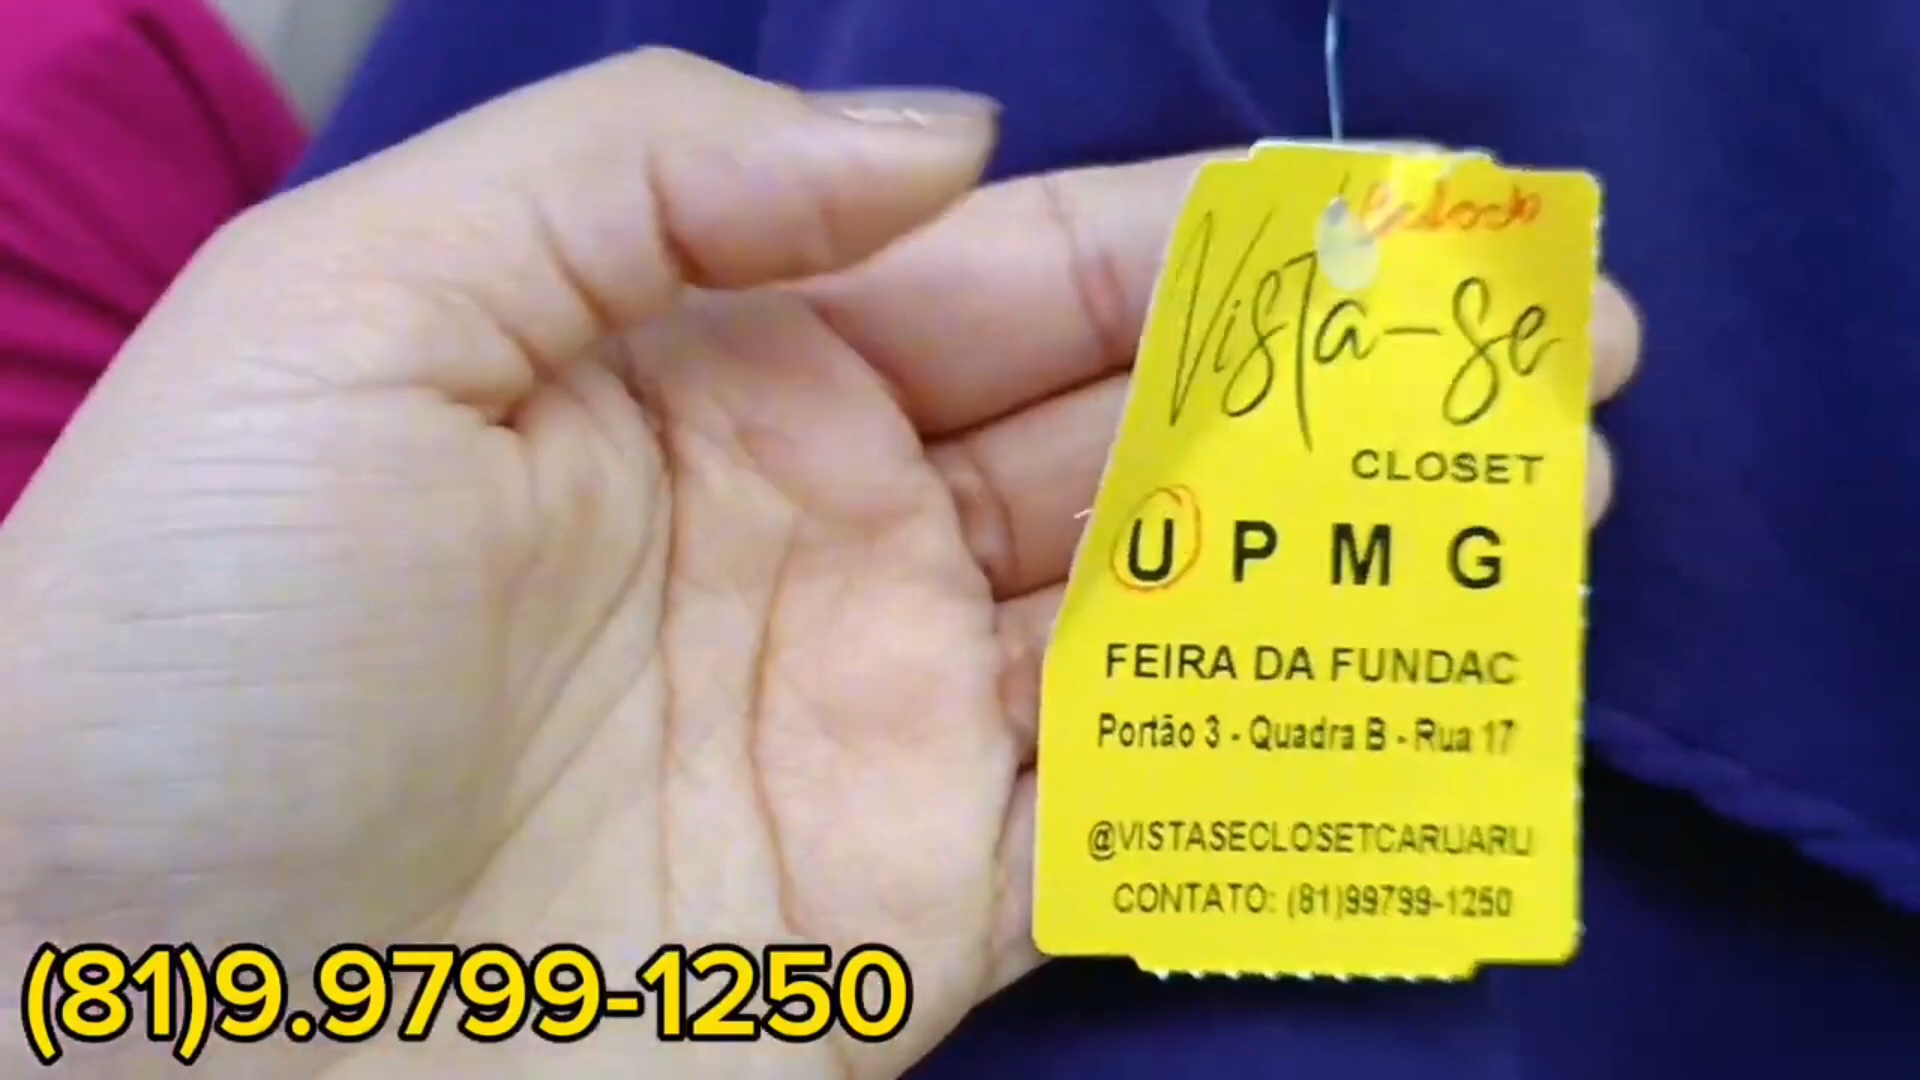 Vista-se
CLOSET
U P M G
FEIRA DA FUNDAC
Portão 3 - Quadra B - Rua 17
@VISTASECLOSETCARUARU
CONTATO: (81)99799-1250
(81)9.9799-1250